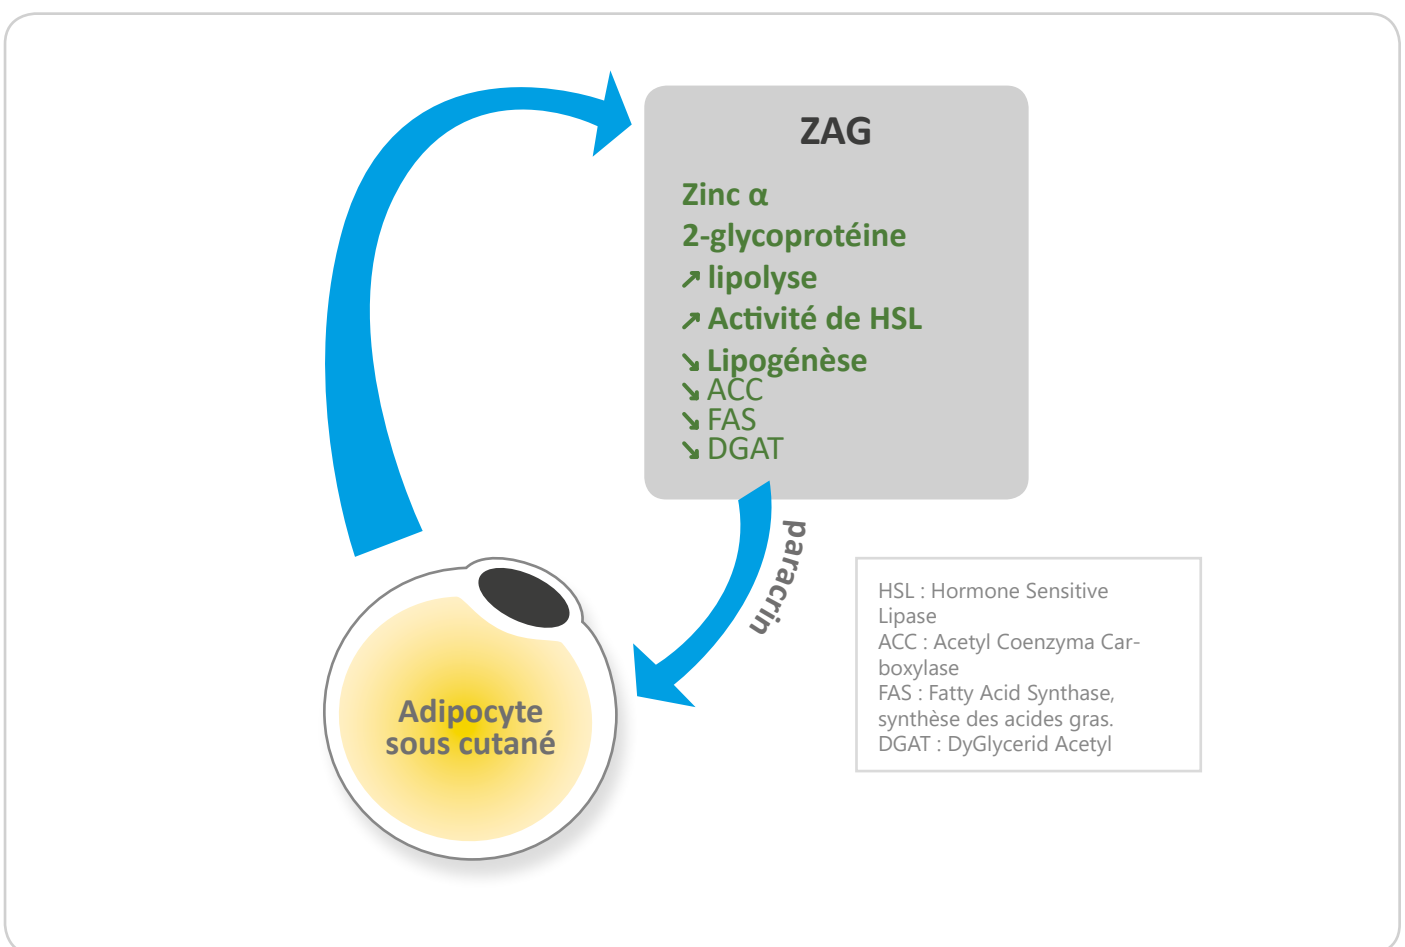 ZAG
Zinc α
2-glycoprotéine
↗ lipolyse
↗ Activité de HSL
↘ Lipogénèse
↘ ACC
↘ FAS
↘ DGAT
paracrin
Adipocyte
sous cutané
HSL : Hormone Sensitive
Lipase
ACC : Acetyl Coenzyma Car-
boxylase
FAS : Fatty Acid Synthase,
synthèse des acides gras.
DGAT : DyGlycerid Acetyl